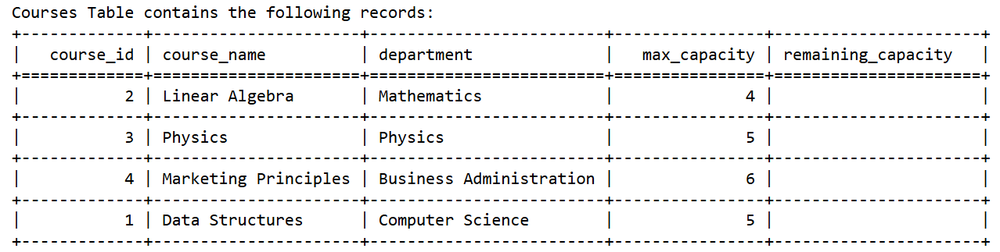 Courses Table contains the following records:
+-------------+----------------------+-------------------------+----------------+----------------------+
|   course_id | course_name          | department              |   max_capacity | remaining_capacity   |
+=============+======================+=========================+================+======================+
|           2 | Linear Algebra       | Mathematics             |              4 |                      |
+-------------+----------------------+-------------------------+----------------+----------------------+
|           3 | Physics              | Physics                 |              5 |                      |
+-------------+----------------------+-------------------------+----------------+----------------------+
|           4 | Marketing Principles | Business Administration |              6 |                      |
+-------------+----------------------+-------------------------+----------------+----------------------+
|           1 | Data Structures      | Computer Science        |              5 |                      |
+-------------+----------------------+-------------------------+----------------+----------------------+